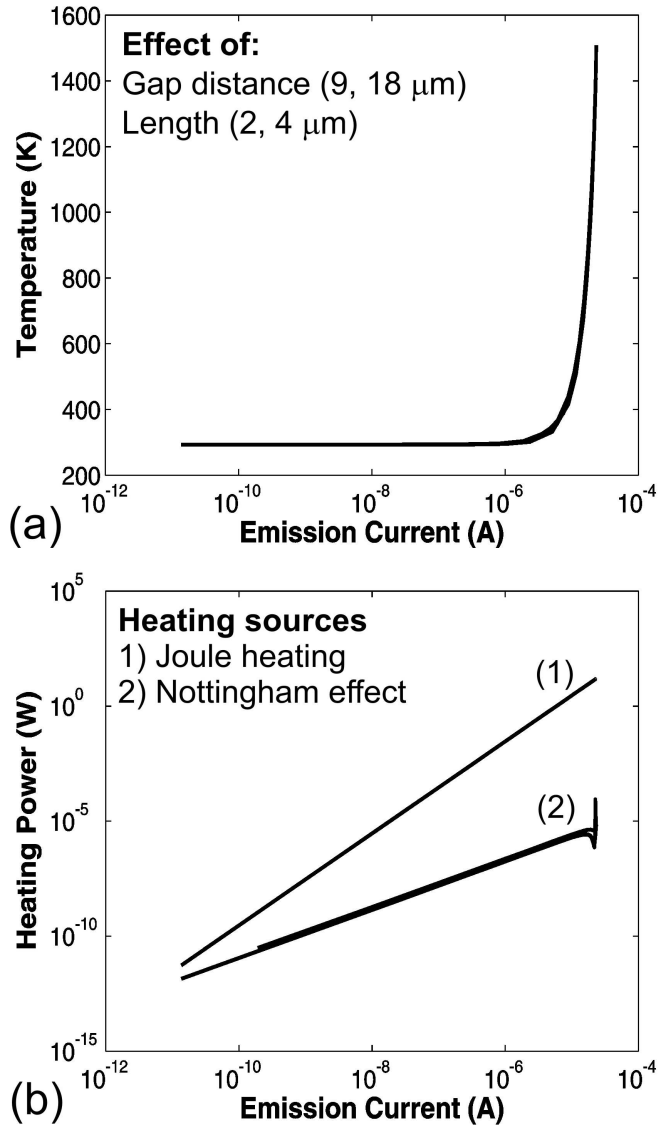 1600
1400
1200
1000
800
600
400
200
Temperature (K)
Effect of:
Gap distance (9, 18 μm)
Length (2, 4 μm)
10^-12
10^-10
10^-8
10^-6
10^-4
Emission Current (A)
(a)
10^5
10^0
10^-5
10^-10
10^-15
Heating Power (W)
Heating sources
1) Joule heating
2) Nottingham effect
(1)
(2)
10^-12
10^-10
10^-8
10^-6
10^-4
Emission Current (A)
(b)